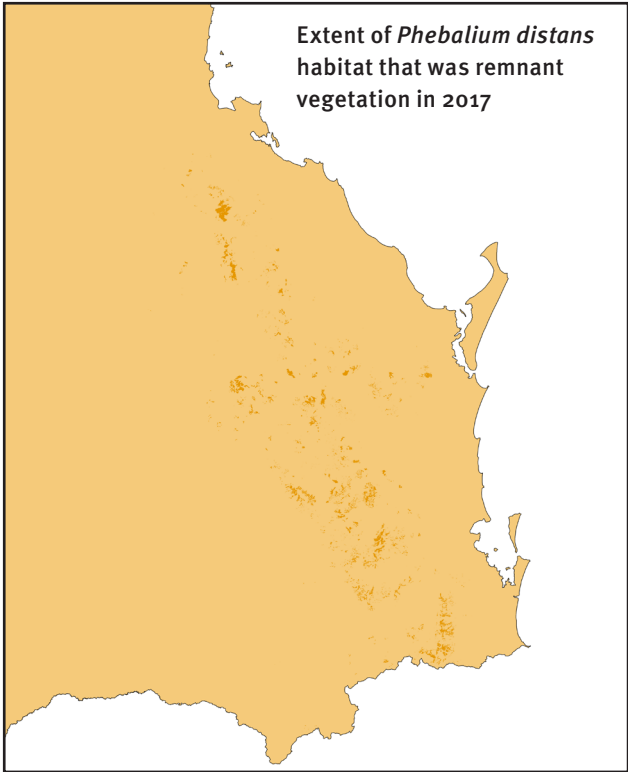 Extent of Phebalium distans
habitat that was remnant
vegetation in 2017